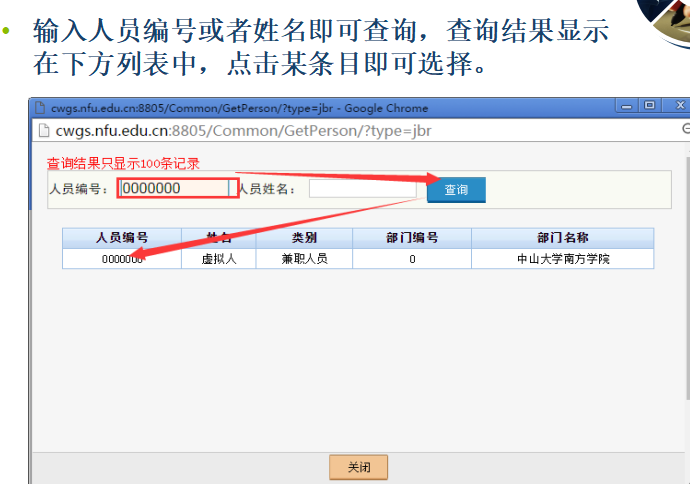 输入人员编号或者姓名即可查询，查询结果显示
在下方列表中，点击某条目即可选择。
cwgs.nfu.edu.cn:8805/Common/GetPerson/?type=jbr - Google Chrome
cwgs.nfu.edu.cn:8805/Common/GetPerson/?type=jbr
查询结果只显示100条记录
人员编号： 0000000 人员姓名： 查询
人员编号 姓名 类别 部门编号 部门名称
0000000 虚拟人 兼职人员 0 中山大学南方学院
关闭